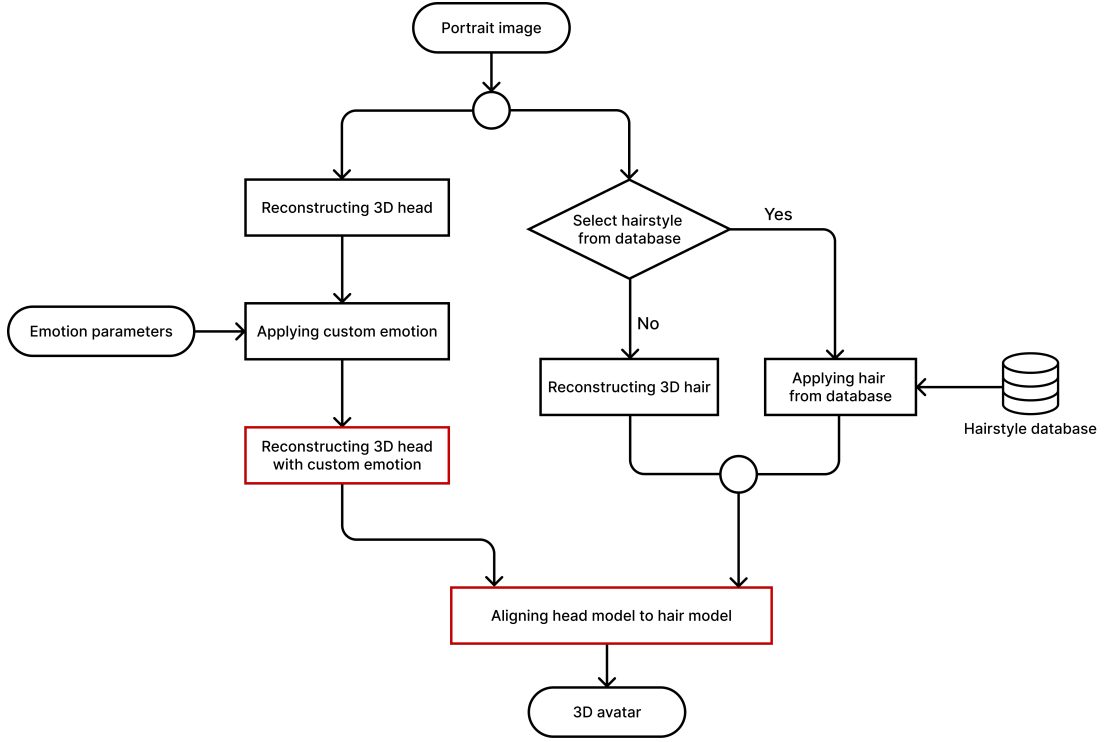 Portrait image
Reconstructing 3D head
Select hairstyle
from database
Yes
Emotion parameters
Applying custom emotion
No
Reconstructing 3D hair
Applying hair
from database
Hairstyle database
Reconstructing 3D head
with custom emotion
Aligning head model to hair model
3D avatar